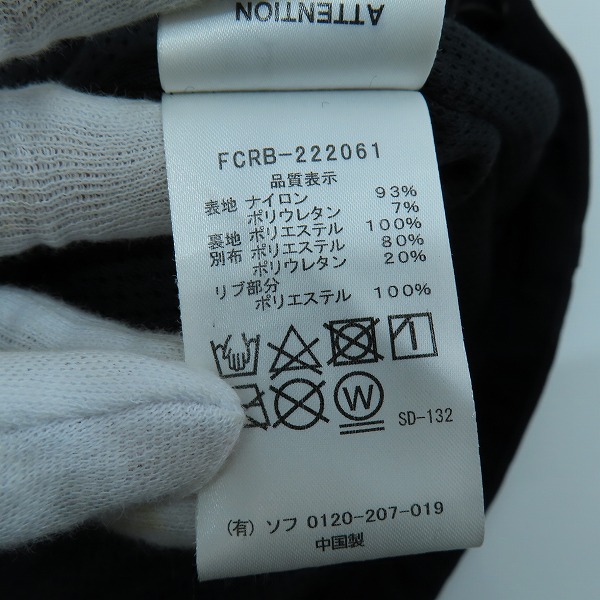 ATTENTION
FCRB-222061
品質表示
表地 ナイロン 93%
ポリウレタン 7%
裏地 ポリエステル 100%
別布 ポリエステル 80%
ポリウレタン 20%
リブ部分
ポリエステル 100%
W
SD-132
(有) ソフ 0120-207-019
中国製